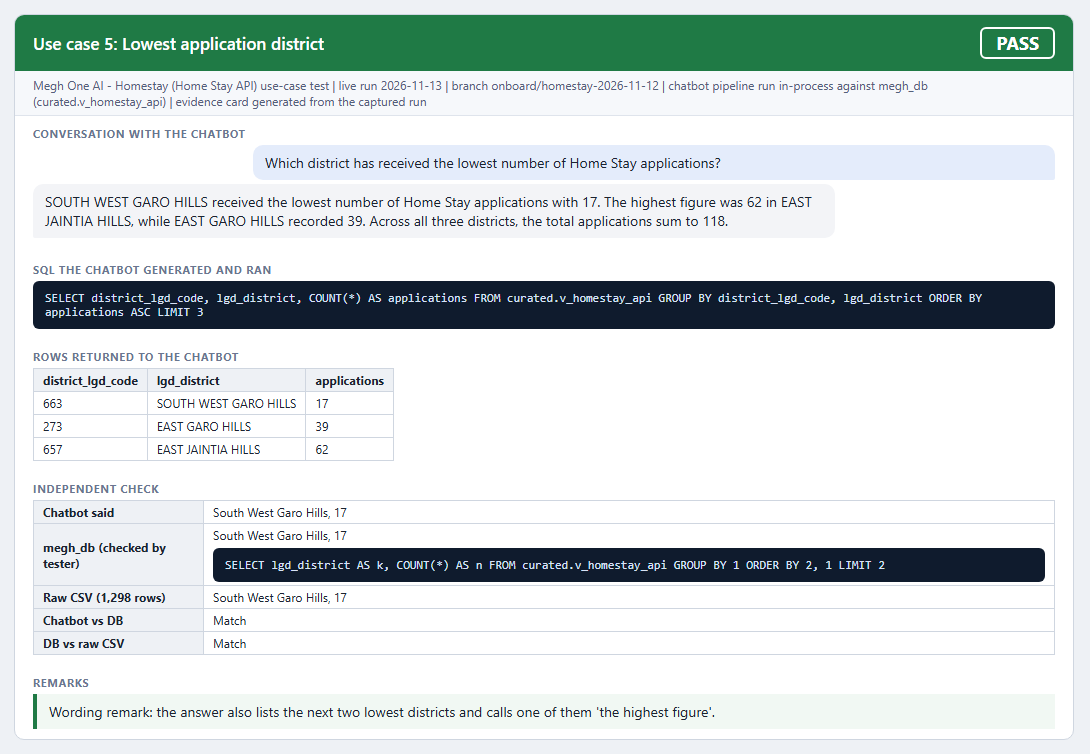 Use case 5: Lowest application district
PASS
Megh One AI - Homestay (Home Stay API) use-case test | live run 2026-11-13 | branch onboard/homestay-2026-11-12 | chatbot pipeline run in-process against megh_db
(curated.v_homestay_api) | evidence card generated from the captured run
CONVERSATION WITH THE CHATBOT
Which district has received the lowest number of Home Stay applications?
SOUTH WEST GARO HILLS received the lowest number of Home Stay applications with 17. The highest figure was 62 in EAST
JAINTIA HILLS, while EAST GARO HILLS recorded 39. Across all three districts, the total applications sum to 118.
SQL THE CHATBOT GENERATED AND RAN
SELECT district_lgd_code, lgd_district, COUNT(*) AS applications FROM curated.v_homestay_api GROUP BY district_lgd_code, lgd_district ORDER BY
applications ASC LIMIT 3
ROWS RETURNED TO THE CHATBOT
district_lgd_code lgd_district applications
663 SOUTH WEST GARO HILLS 17
273 EAST GARO HILLS 39
657 EAST JAINTIA HILLS 62
INDEPENDENT CHECK
Chatbot said South West Garo Hills, 17
megh_db (checked by
tester)
South West Garo Hills, 17
SELECT lgd_district AS k, COUNT(*) AS n FROM curated.v_homestay_api GROUP BY 1 ORDER BY 2, 1 LIMIT 2
Raw CSV (1,298 rows) South West Garo Hills, 17
Chatbot vs DB Match
DB vs raw CSV Match
REMARKS
Wording remark: the answer also lists the next two lowest districts and calls one of them 'the highest figure'.